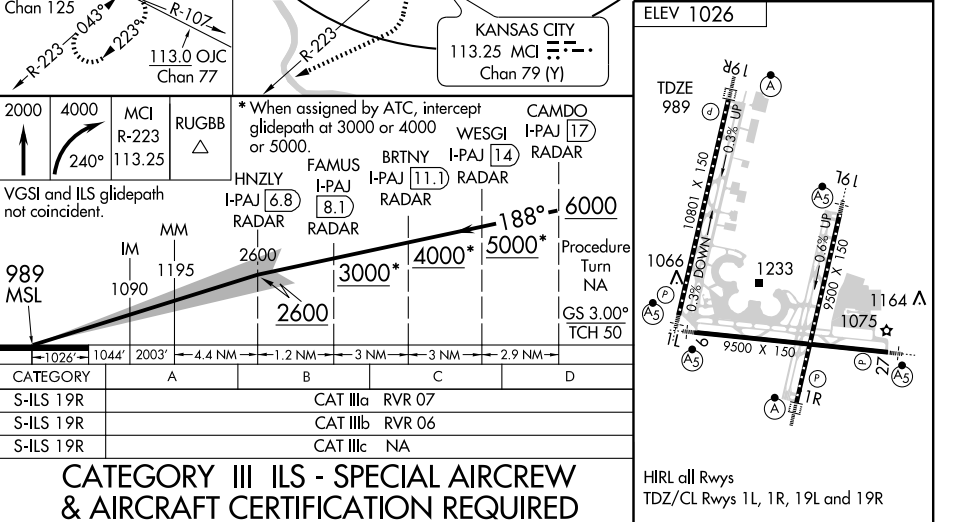 Chan 125
R-223
043°
223°
R-107
113.0 OJC
Chan 77
R-223
KANSAS CITY
113.25 MCI
Chan 79 (Y)
2000
4000
240°
MCI
R-223
113.25
RUGBB
* When assigned by ATC, intercept
glidepath at 3000 or 4000
or 5000.
VGSI and ILS glidepath
not coincident.
CAMDO
I-PAJ 17
RADAR
WESGI
I-PAJ 14
RADAR
BRTNY
I-PAJ 11.1
RADAR
FAMUS
I-PAJ
8.1
RADAR
HNZLY
I-PAJ 6.8
RADAR
MM
1195
IM
1090
989
MSL
2600
2600
3000*
4000*
5000*
188°
6000
Procedure
Turn
NA
GS 3.00°
TCH 50
1026'
1044'
2003'
4.4 NM
1.2 NM
3 NM
3 NM
2.9 NM
CATEGORY A B C D
S-ILS 19R CAT IIIa RVR 07
S-ILS 19R CAT IIIb RVR 06
S-ILS 19R CAT IIIc NA
CATEGORY III ILS - SPECIAL AIRCREW
& AIRCRAFT CERTIFICATION REQUIRED
ELEV 1026
TDZE
989
19R
A
P
0.3% UP
10801 X 150
0.3% DOWN
1066
P
A5
1L
9
A5
9500 X 150
1233
19L
A5
0.6% UP
9500 X 150
1164
1075
27
P
A5
P
A
1R
HIRL all Rwys
TDZ/CL Rwys 1L, 1R, 19L and 19R